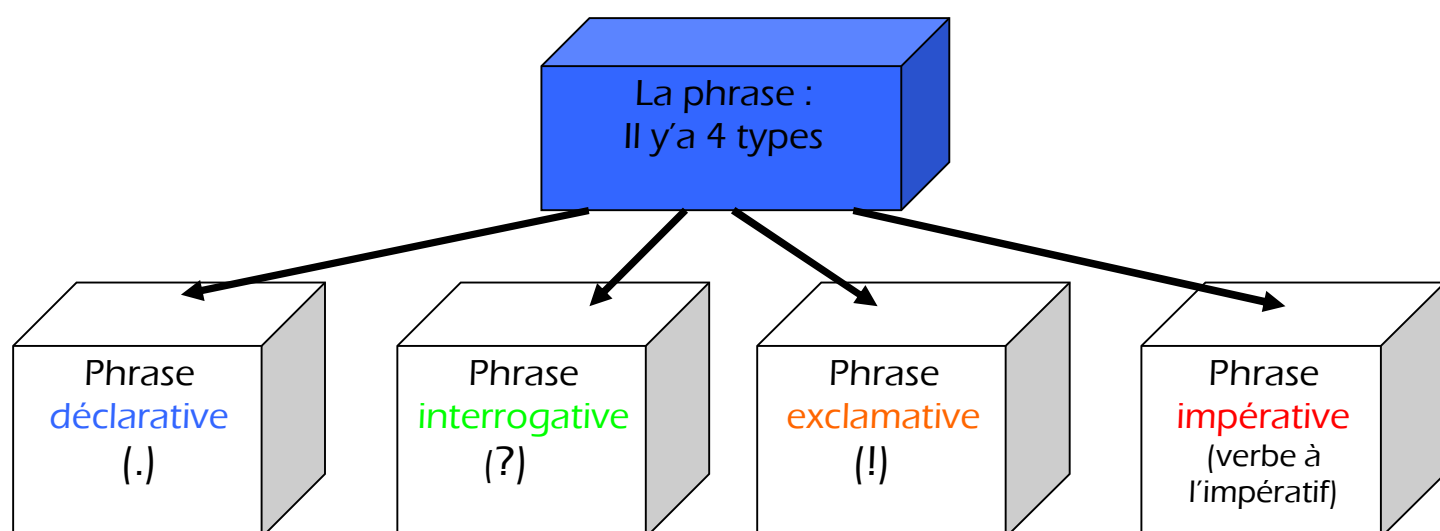 La phrase :
Il y'a 4 types
Phrase
déclarative
(.)
Phrase
interrogative
(?)
Phrase
exclamative
(!)
Phrase
impérative
(verbe à
l'impératif)